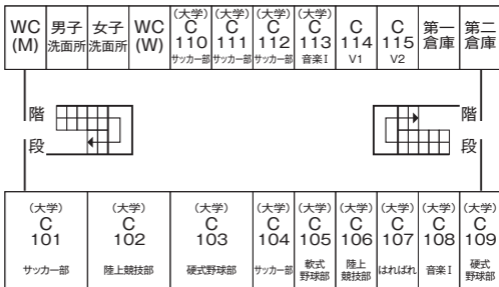 WC
(M)
男子
洗面所
女子
洗面所
WC
(W)
(大学)
C
110
サッカー部
(大学)
C
111
サッカー部
(大学)
C
112
サッカー部
(大学)
C
113
音楽Ⅰ
C
114
V1
C
115
V2
第一
倉庫
第二
倉庫
階
段
階
段
(大学)
C
101
サッカー部
(大学)
C
102
陸上競技部
(大学)
C
103
硬式野球部
(大学)
C
104
サッカー部
(大学)
C
105
軟式
野球部
(大学)
C
106
陸上
競技部
(大学)
C
107
はればれ
(大学)
C
108
音楽Ⅰ
(大学)
C
109
硬式
野球部